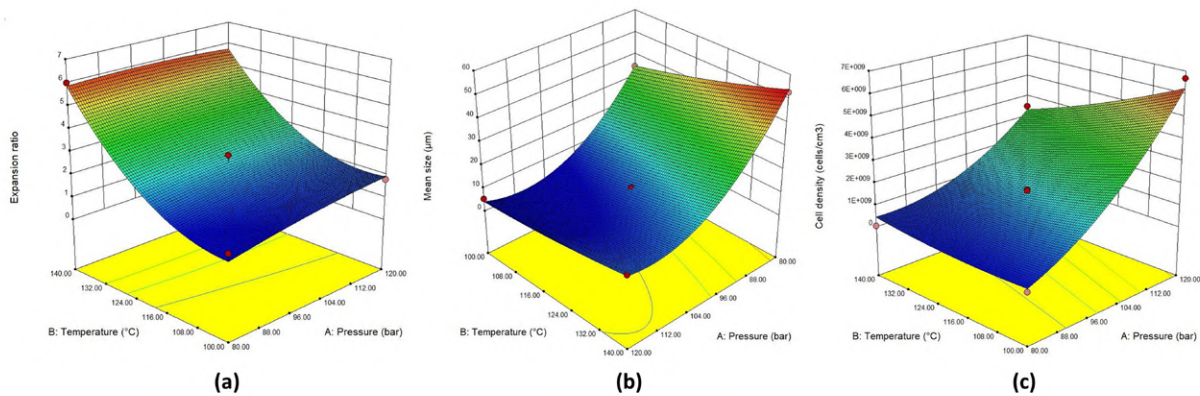 7
6
5
4
3
2
1
0
Expansion ratio
140.00
132.00
124.00
116.00
108.00
100.00
B: Temperature (°C)
80.00
88.00
96.00
104.00
112.00
120.00
A: Pressure (bar)
(a)
60
50
40
30
20
10
0
Mean size (µm)
100.00
108.00
116.00
124.00
132.00
140.00
B: Temperature (°C)
120.00
112.00
104.00
96.00
88.00
80.00
A: Pressure (bar)
(b)
7E+009
6E+009
5E+009
4E+009
3E+009
2E+009
1E+009
0
Cell density (cells/cm3)
140.00
132.00
124.00
116.00
108.00
100.00
B: Temperature (°C)
80.00
88.00
96.00
104.00
112.00
120.00
A: Pressure (bar)
(c)